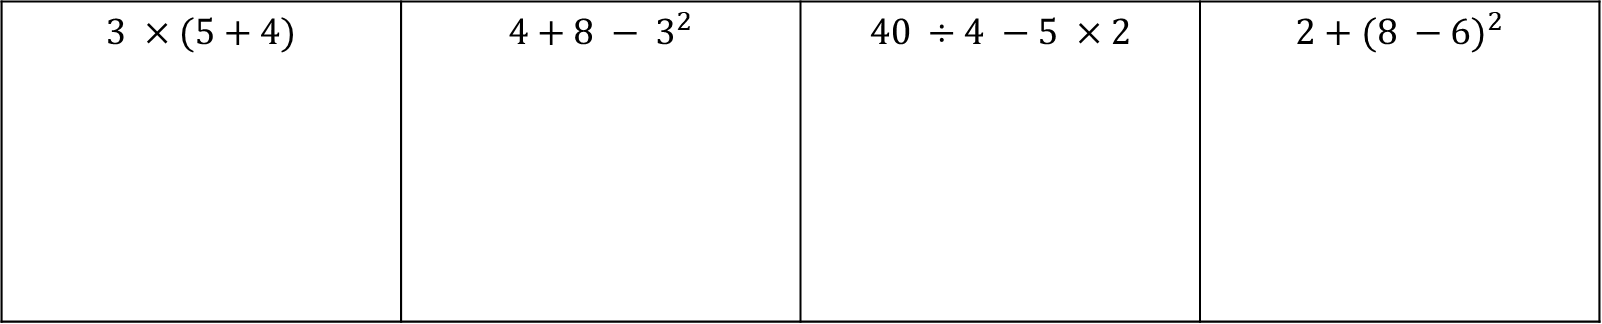 3 × (5 + 4)
4 + 8 − 3²
40 ÷ 4 − 5 × 2
2 + (8 − 6)²